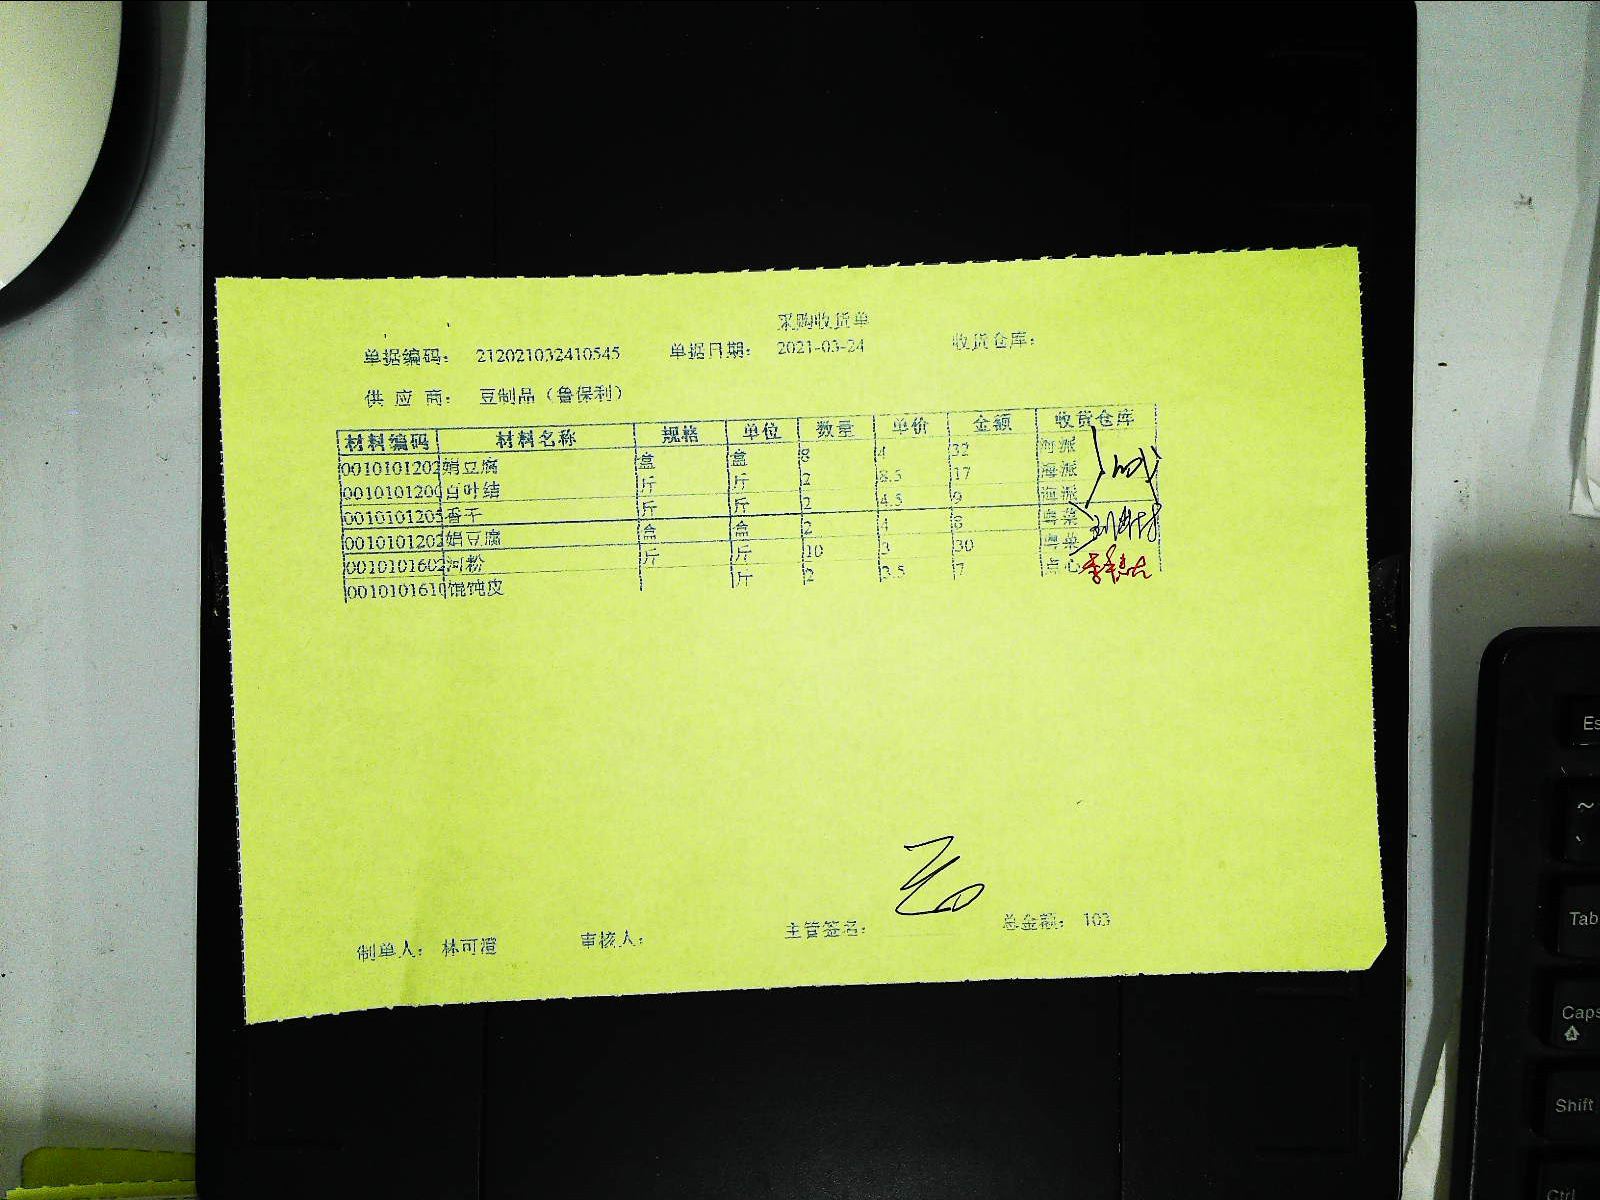 采购收货单
单据编码： 212021032410545 单据日期： 2021-03-24 收货仓库：
供 应 商： 豆制品（鲁保利）
材料编码 材料名称 规格 单位 数量 单价 金额 收货仓库
0010101202 娟豆腐 盒 盒 8 4 32 海派
0010101200 百叶结 斤 斤 2 8.5 17 海派
0010101205 香干 斤 斤 2 4.5 9 海派
0010101202 娟豆腐 盒 盒 2 4 8 粤菜
0010101602 河粉 斤 斤 10 3 30 粤菜
0010101610 馄饨皮 斤 2 3.5 7 点心
制单人： 林可澄 审核人： 主管签名： 总金额： 103
Es
~
Tab
Caps
Shift
Ctrl